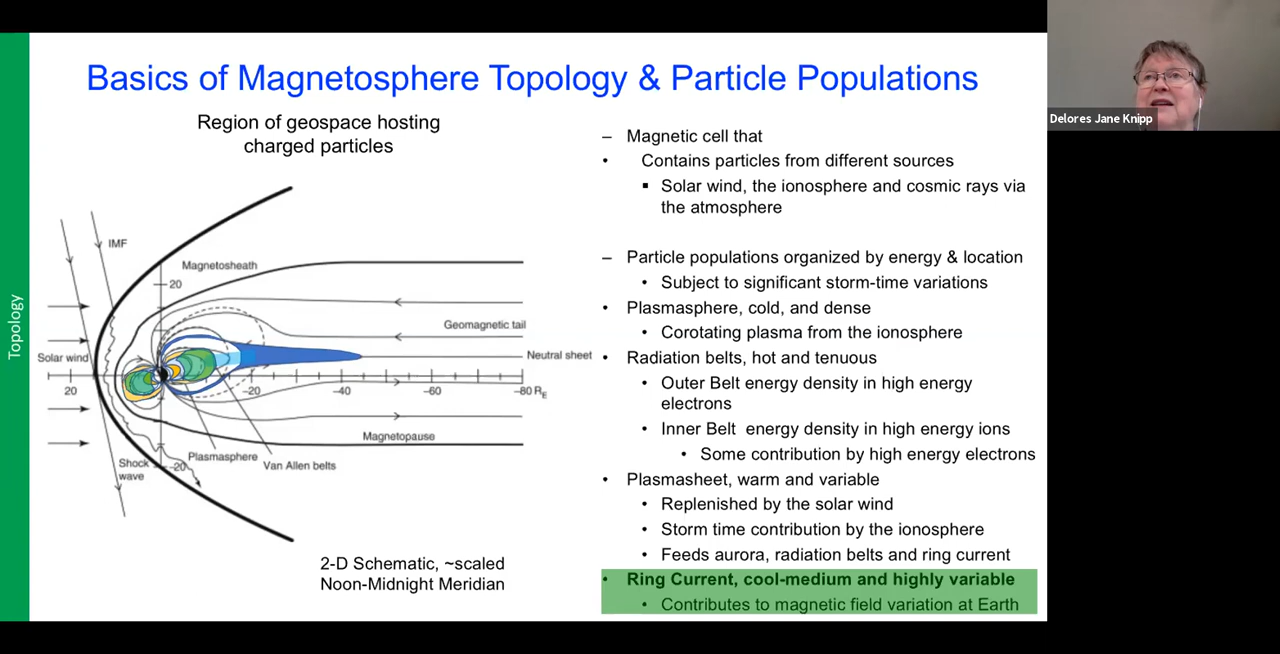 Basics of Magnetosphere Topology & Particle Populations
Delores Jane Knipp
Topology
Region of geospace hosting
charged particles
IMF
Magnetosheath
20
Geomagnetic tail
Solar wind
Neutral sheet
20
–20
–40
–60
–80 RE
Magnetopause
Plasmasphere
Van Allen belts
Shock
wave
–20
2-D Schematic, ~scaled
Noon-Midnight Meridian
– Magnetic cell that
• Contains particles from different sources
▪ Solar wind, the ionosphere and cosmic rays via
the atmosphere
– Particle populations organized by energy & location
• Subject to significant storm-time variations
• Plasmasphere, cold, and dense
• Corotating plasma from the ionosphere
• Radiation belts, hot and tenuous
• Outer Belt energy density in high energy
electrons
• Inner Belt energy density in high energy ions
• Some contribution by high energy electrons
• Plasmasheet, warm and variable
• Replenished by the solar wind
• Storm time contribution by the ionosphere
• Feeds aurora, radiation belts and ring current
• Ring Current, cool-medium and highly variable
• Contributes to magnetic field variation at Earth